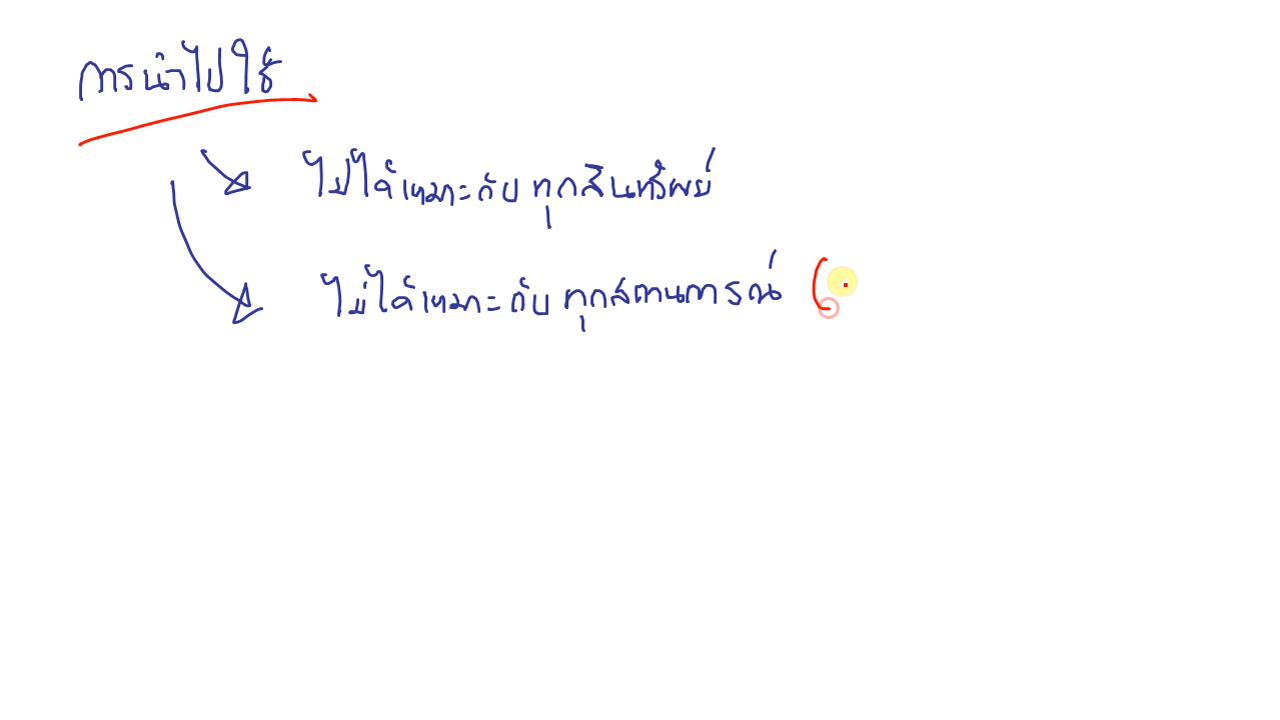 การนำไปใช้
ไม่ได้เหมาะกับ ทุกสินทรัพย์
ไม่ได้เหมาะกับ ทุกสถานการณ์ (